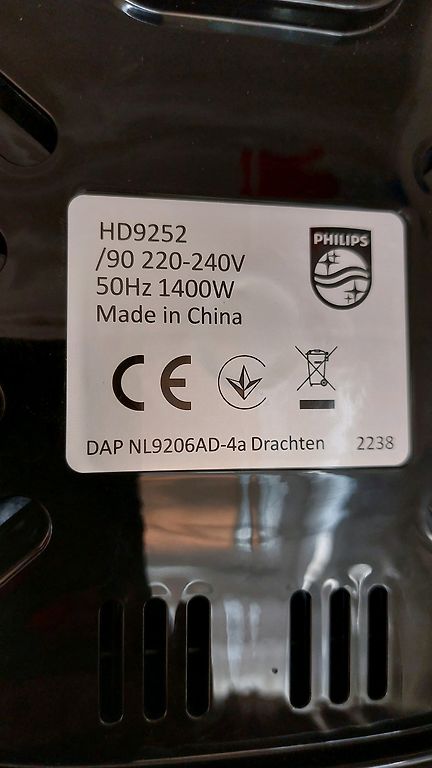 HD9252
/90 220-240V
50Hz 1400W
Made in China
PHILIPS
CE
DAP NL9206AD-4a Drachten 2238